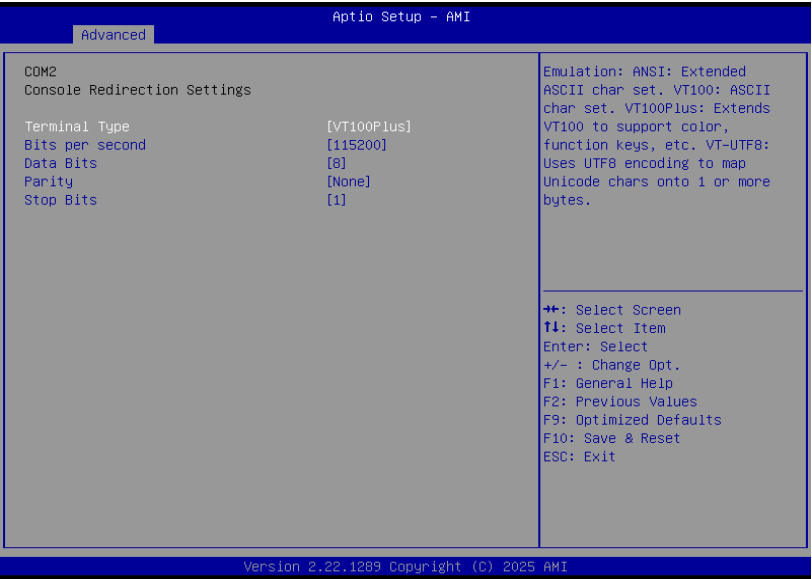 Aptio Setup – AMI
Advanced
COM2
Console Redirection Settings
Terminal Type [VT100Plus]
Bits per second [115200]
Data Bits [8]
Parity [None]
Stop Bits [1]
Emulation: ANSI: Extended
ASCII char set. VT100: ASCII
char set. VT100Plus: Extends
VT100 to support color,
function keys, etc. VT-UTF8:
Uses UTF8 encoding to map
Unicode chars onto 1 or more
bytes.
→←: Select Screen
↑↓: Select Item
Enter: Select
+/- : Change Opt.
F1: General Help
F2: Previous Values
F9: Optimized Defaults
F10: Save & Reset
ESC: Exit
Version 2.22.1289 Copyright (C) 2025 AMI